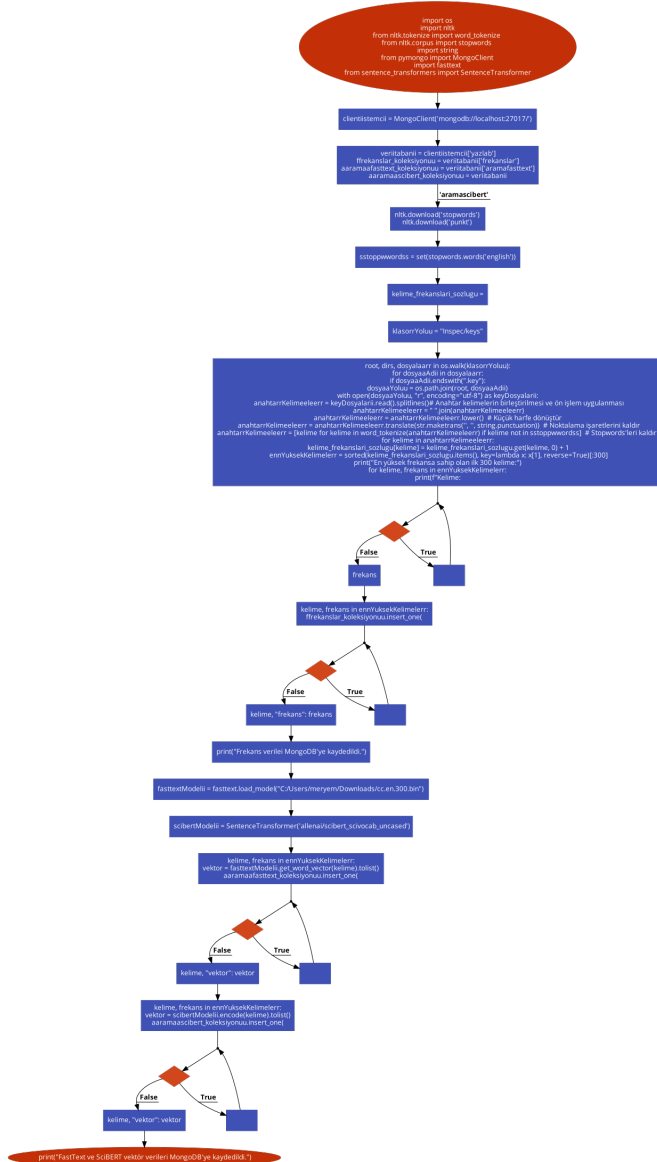 import os
import nltk
from nltk.tokenize import word_tokenize
from nltk.corpus import stopwords
import string
from pymongo import MongoClient
import fasttext
from sentence_transformers import SentenceTransformer
clientiistemcii = MongoClient('mongodb://localhost:27017/')
veriitabanii = clientiistemcii['yazlab']
ffrekanslar_koleksiyonuu = veriitabanii['frekanslar']
aaramaafasttext_koleksiyonuu = veriitabanii['aramafasttext']
aaramaascibert_koleksiyonuu = veriitabanii
'aramascibert'
nltk.download('stopwords')
nltk.download('punkt')
sstoppwwordss = set(stopwords.words('english'))
kelime_frekanslari_sozlugu =
klasorrYoluu = "Inspec/keys"
root, dirs, dosyalaarr in os.walk(klasorrYoluu):
for dosyaaAdii in dosyalaarr:
if dosyaaAdii.endswith(".key"):
dosyaaYoluu = os.path.join(root, dosyaaAdii)
with open(dosyaaYoluu, "r", encoding="utf-8") as keyDosyalarii:
anahtarrKelimeeleerr = keyDosyalarii.read().splitlines()# Anahtar kelimelerin birleştirilmesi ve ön işlem uygulanması
anahtarrKelimeeleerr = " ".join(anahtarrKelimeeleerr)
anahtarrKelimeeleerr = anahtarrKelimeeleerr.lower()  # Küçük harfe dönüştür
anahtarrKelimeeleerr = anahtarrKelimeeleerr.translate(str.maketrans('', '', string.punctuation))  # Noktalama işaretlerini kaldır
anahtarrKelimeeleerr = [kelime for kelime in word_tokenize(anahtarrKelimeeleerr) if kelime not in sstoppwwordss]  # Stopwords'leri kaldır
for kelime in anahtarrKelimeeleerr:
kelime_frekanslari_sozlugu[kelime] = kelime_frekanslari_sozlugu.get(kelime, 0) + 1
ennYuksekKelimelerr = sorted(kelime_frekanslari_sozlugu.items(), key=lambda x: x[1], reverse=True)[:300]
print("En yüksek frekansa sahip olan ilk 300 kelime:")
for kelime, frekans in ennYuksekKelimelerr:
print(f"Kelime:
False
True
frekans
kelime, frekans in ennYuksekKelimelerr:
ffrekanslar_koleksiyonuu.insert_one(
False
True
kelime, "frekans": frekans
print("Frekans verilei MongoDB'ye kaydedildi.")
fasttextModelii = fasttext.load_model("C:/Users/meryem/Downloads/cc.en.300.bin")
scibertModelii = SentenceTransformer('allenai/scibert_scivocab_uncased')
kelime, frekans in ennYuksekKelimelerr:
vektor = fasttextModelii.get_word_vector(kelime).tolist()
aaramaafasttext_koleksiyonuu.insert_one(
False
True
kelime, "vektor": vektor
kelime, frekans in ennYuksekKelimelerr:
vektor = scibertModelii.encode(kelime).tolist()
aaramaascibert_koleksiyonuu.insert_one(
False
True
kelime, "vektor": vektor
print("FastText ve SciBERT vektör verileri MongoDB'ye kaydedildi.")